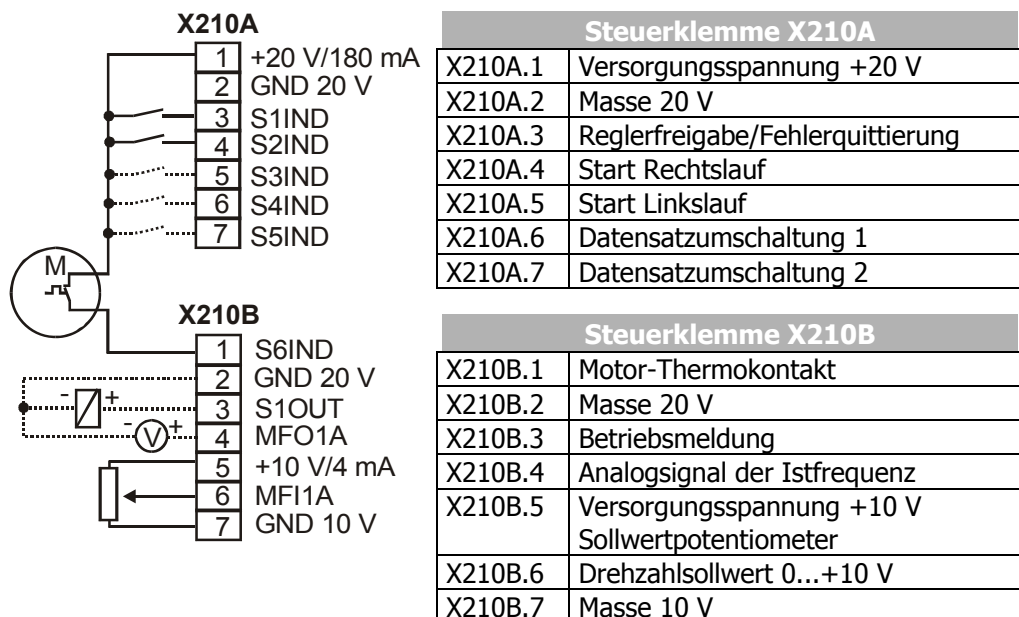 X210A
1 +20 V/180 mA
2 GND 20 V
3 S1IND
4 S2IND
5 S3IND
6 S4IND
7 S5IND
M
X210B
1 S6IND
2 GND 20 V
- + 3 S1OUT
- V + 4 MFO1A
5 +10 V/4 mA
6 MFI1A
7 GND 10 V
Steuerklemme X210A
X210A.1 Versorgungsspannung +20 V
X210A.2 Masse 20 V
X210A.3 Reglerfreigabe/Fehlerquittierung
X210A.4 Start Rechtslauf
X210A.5 Start Linkslauf
X210A.6 Datensatzumschaltung 1
X210A.7 Datensatzumschaltung 2
Steuerklemme X210B
X210B.1 Motor-Thermokontakt
X210B.2 Masse 20 V
X210B.3 Betriebsmeldung
X210B.4 Analogsignal der Istfrequenz
X210B.5 Versorgungsspannung +10 V
Sollwertpotentiometer
X210B.6 Drehzahlsollwert 0...+10 V
X210B.7 Masse 10 V